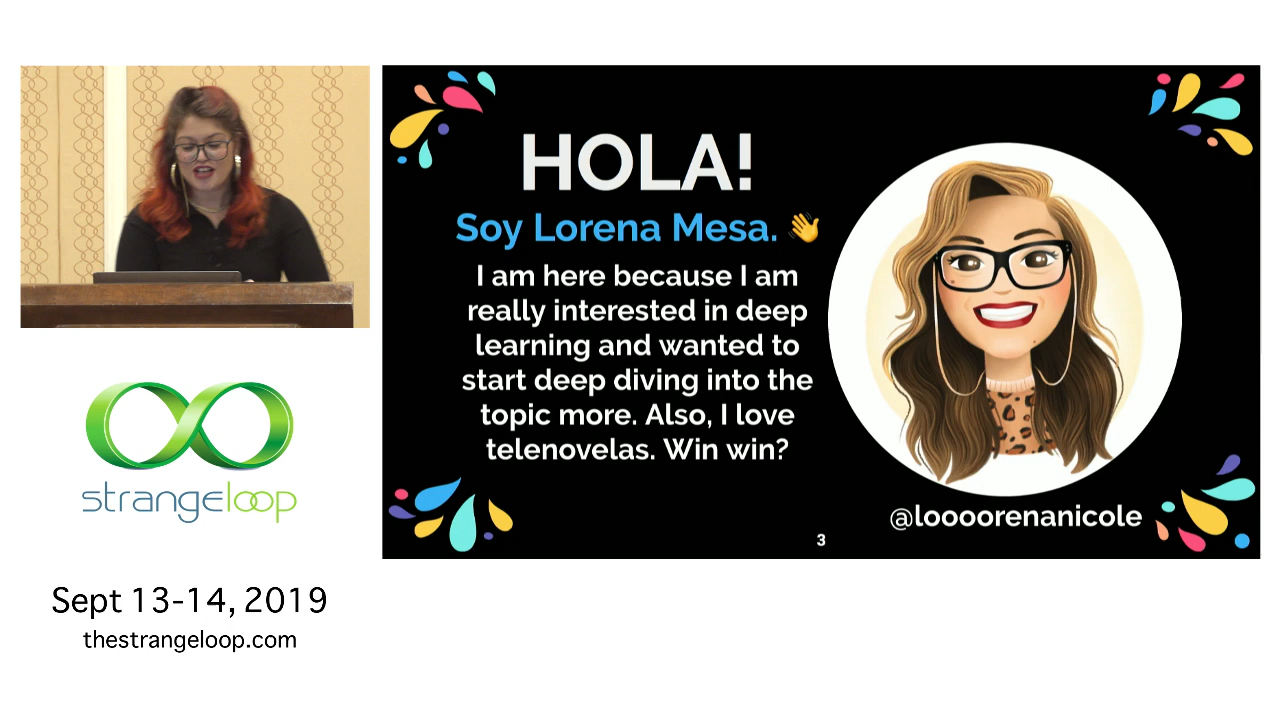 HOLA!
Soy Lorena Mesa. 👋
I am here because I am
really interested in deep
learning and wanted to
start deep diving into the
topic more. Also, I love
telenovelas. Win win?
@loooorenanicole
3
strangeloop
Sept 13-14, 2019
thestrangeloop.com